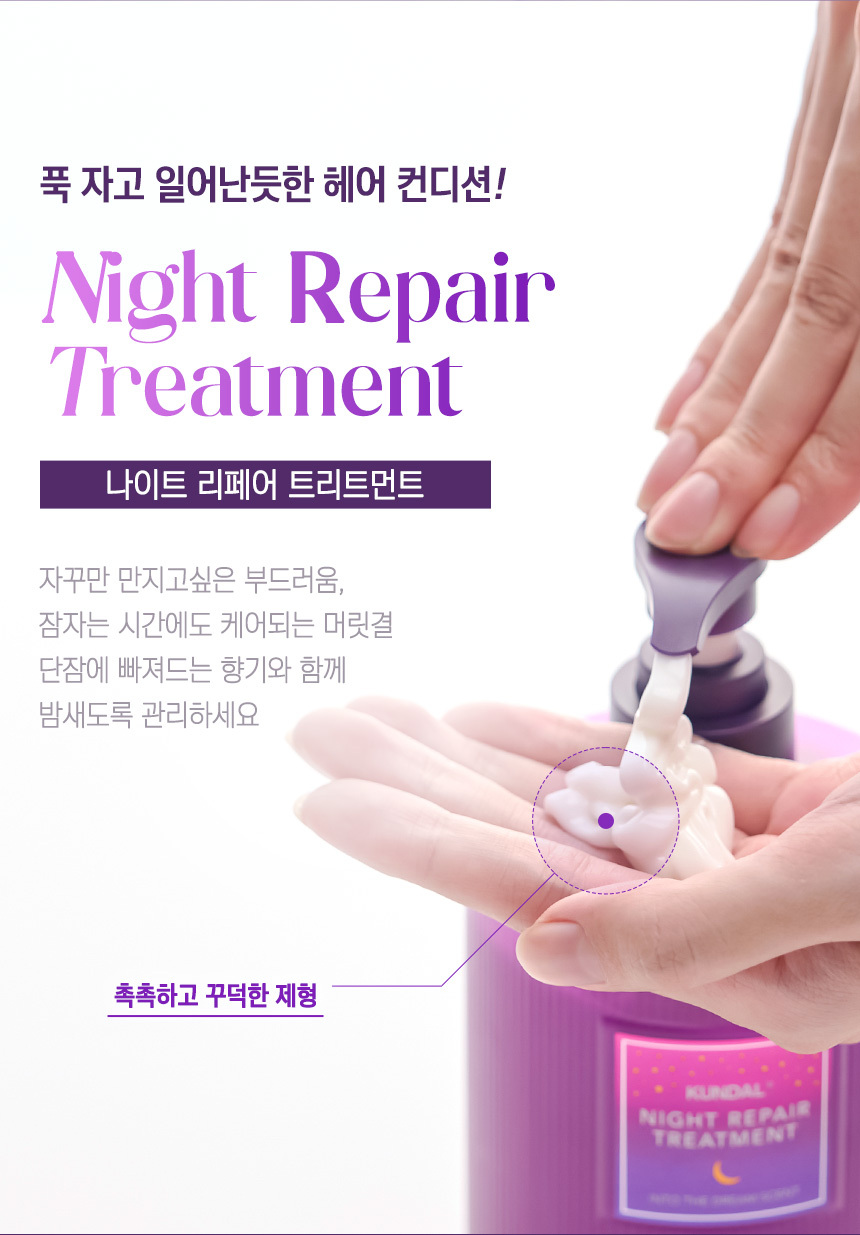 푹 자고 일어난듯한 헤어 컨디션!
Night Repair
Treatment
나이트 리페어 트리트먼트
자꾸만 만지고싶은 부드러움,
잠자는 시간에도 케어되는 머릿결
단잠에 빠져드는 향기와 함께
밤새도록 관리하세요
촉촉하고 꾸덕한 제형
KUNDAL
NIGHT REPAIR
TREATMENT
INTO THE DREAM SCENT